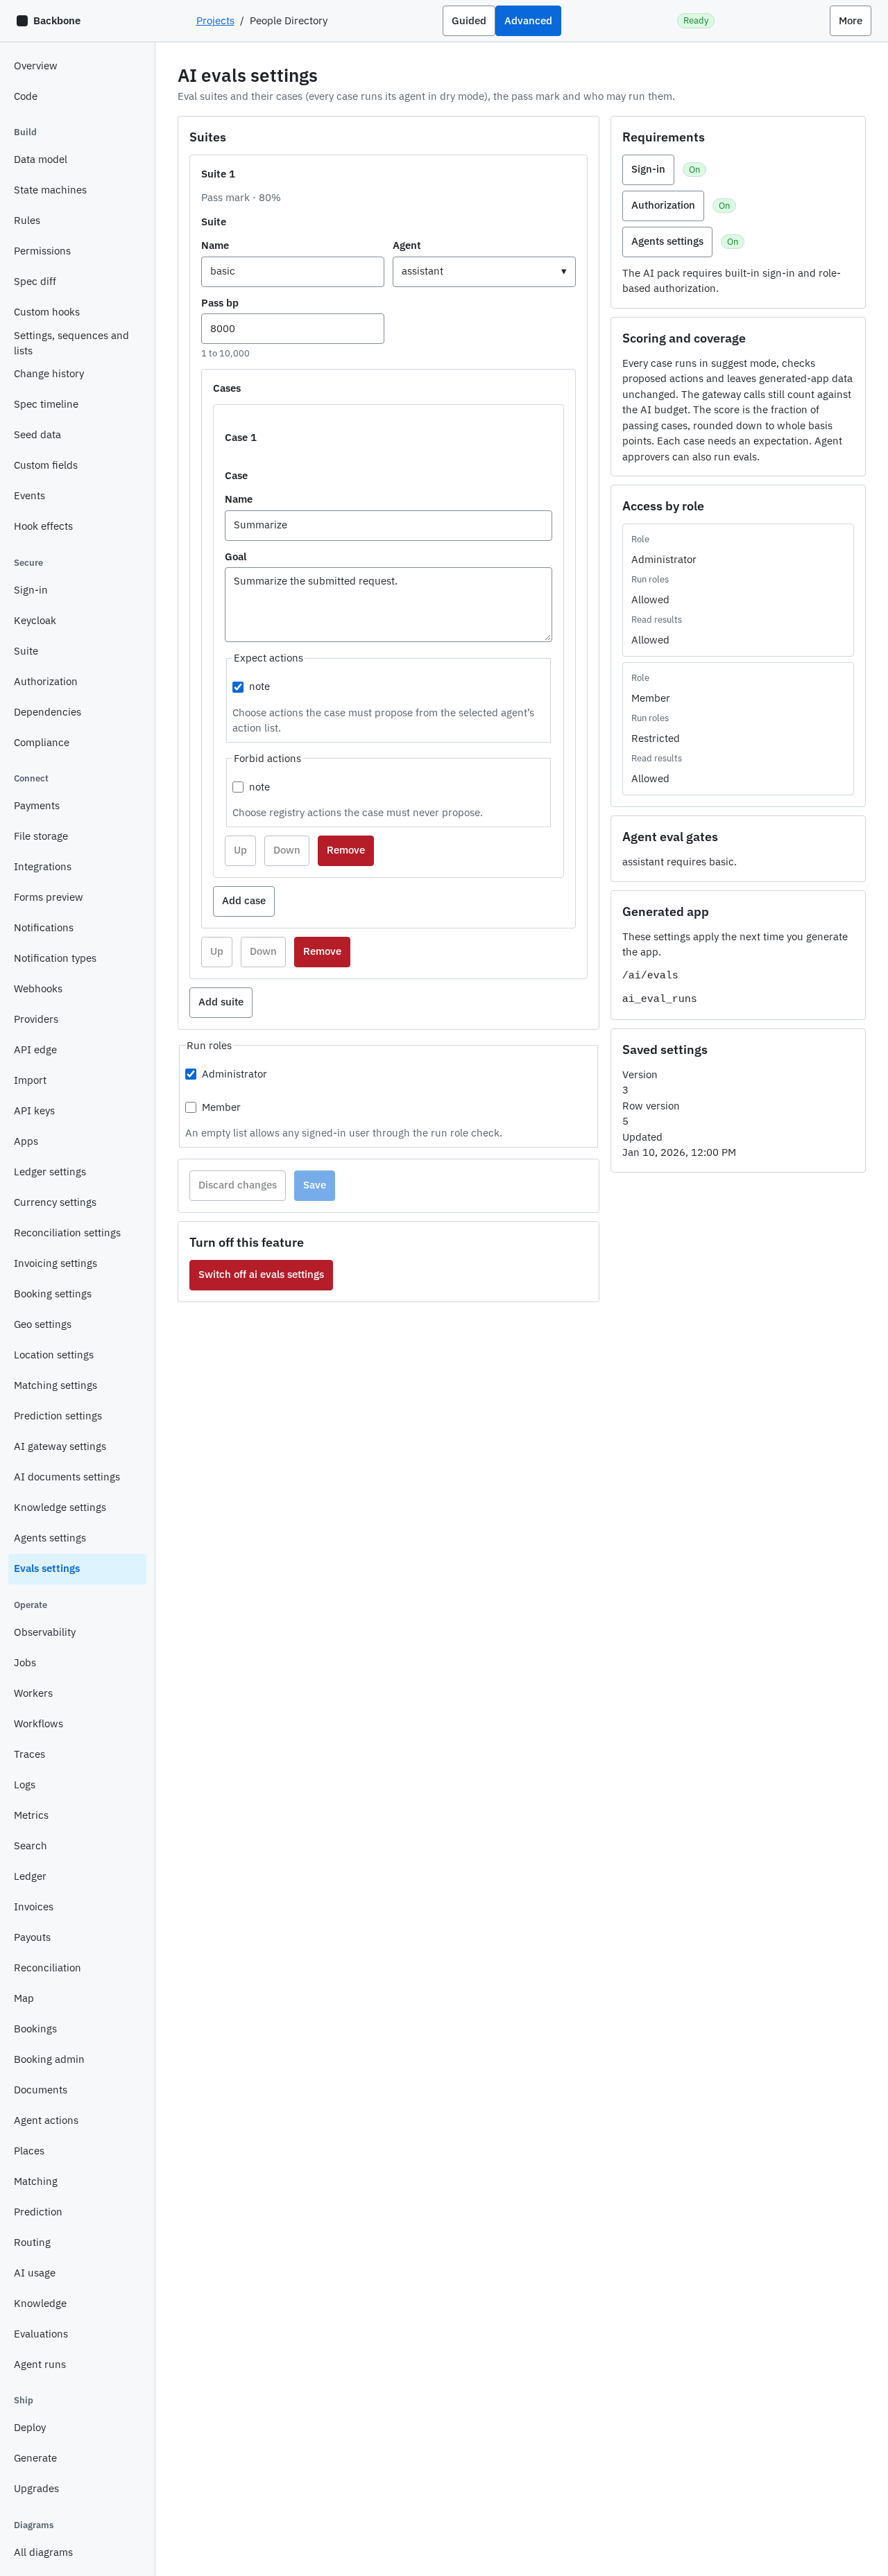 Backbone
Projects / People Directory
Guided
Advanced
Ready
More
Overview
Code
Build
Data model
State machines
Rules
Permissions
Spec diff
Custom hooks
Settings, sequences and
lists
Change history
Spec timeline
Seed data
Custom fields
Events
Hook effects
Secure
Sign-in
Keycloak
Suite
Authorization
Dependencies
Compliance
Connect
Payments
File storage
Integrations
Forms preview
Notifications
Notification types
Webhooks
Providers
API edge
Import
API keys
Apps
Ledger settings
Currency settings
Reconciliation settings
Invoicing settings
Booking settings
Geo settings
Location settings
Matching settings
Prediction settings
AI gateway settings
AI documents settings
Knowledge settings
Agents settings
Evals settings
Operate
Observability
Jobs
Workers
Workflows
Traces
Logs
Metrics
Search
Ledger
Invoices
Payouts
Reconciliation
Map
Bookings
Booking admin
Documents
Agent actions
Places
Matching
Prediction
Routing
AI usage
Knowledge
Evaluations
Agent runs
Ship
Deploy
Generate
Upgrades
Diagrams
All diagrams
AI evals settings
Eval suites and their cases (every case runs its agent in dry mode), the pass mark and who may run them.
Suites
Suite 1
Pass mark · 80%
Suite
Name
Agent
basic
assistant
Pass bp
8000
1 to 10,000
Cases
Case 1
Case
Name
Summarize
Goal
Summarize the submitted request.
Expect actions
note
Choose actions the case must propose from the selected agent's
action list.
Forbid actions
note
Choose registry actions the case must never propose.
Up
Down
Remove
Add case
Up
Down
Remove
Add suite
Run roles
Administrator
Member
An empty list allows any signed-in user through the run role check.
Discard changes
Save
Turn off this feature
Switch off ai evals settings
Requirements
Sign-in
On
Authorization
On
Agents settings
On
The AI pack requires built-in sign-in and role-
based authorization.
Scoring and coverage
Every case runs in suggest mode, checks
proposed actions and leaves generated-app data
unchanged. The gateway calls still count against
the AI budget. The score is the fraction of
passing cases, rounded down to whole basis
points. Each case needs an expectation. Agent
approvers can also run evals.
Access by role
Role
Administrator
Run roles
Allowed
Read results
Allowed
Role
Member
Run roles
Restricted
Read results
Allowed
Agent eval gates
assistant requires basic.
Generated app
These settings apply the next time you generate
the app.
/ai/evals
ai_eval_runs
Saved settings
Version
3
Row version
5
Updated
Jan 10, 2026, 12:00 PM